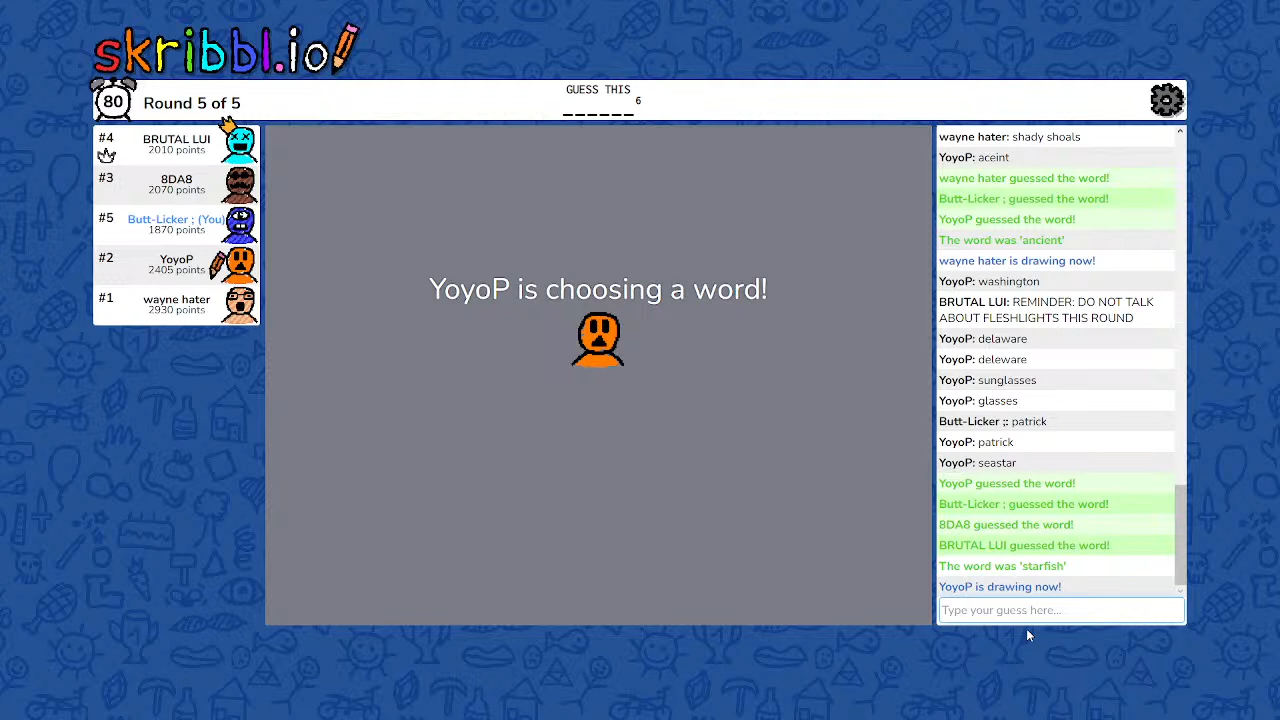 skribbl.io
80
Round 5 of 5
GUESS THIS
______ 6
#4
BRUTAL LUI
2010 points
#3
8DA8
2070 points
#5
Butt-Licker ; (You)
1870 points
#2
YoyoP
2405 points
#1
wayne hater
2930 points
YoyoP is choosing a word!
wayne hater: shady shoals
YoyoP: aceint
wayne hater guessed the word!
Butt-Licker ; guessed the word!
YoyoP guessed the word!
The word was 'ancient'
wayne hater is drawing now!
YoyoP: washington
BRUTAL LUI: REMINDER: DO NOT TALK
ABOUT FLESHLIGHTS THIS ROUND
YoyoP: delaware
YoyoP: deleware
YoyoP: sunglasses
YoyoP: glasses
Butt-Licker ;: patrick
YoyoP: patrick
YoyoP: seastar
YoyoP guessed the word!
Butt-Licker ; guessed the word!
8DA8 guessed the word!
BRUTAL LUI guessed the word!
The word was 'starfish'
YoyoP is drawing now!
Type your guess here...